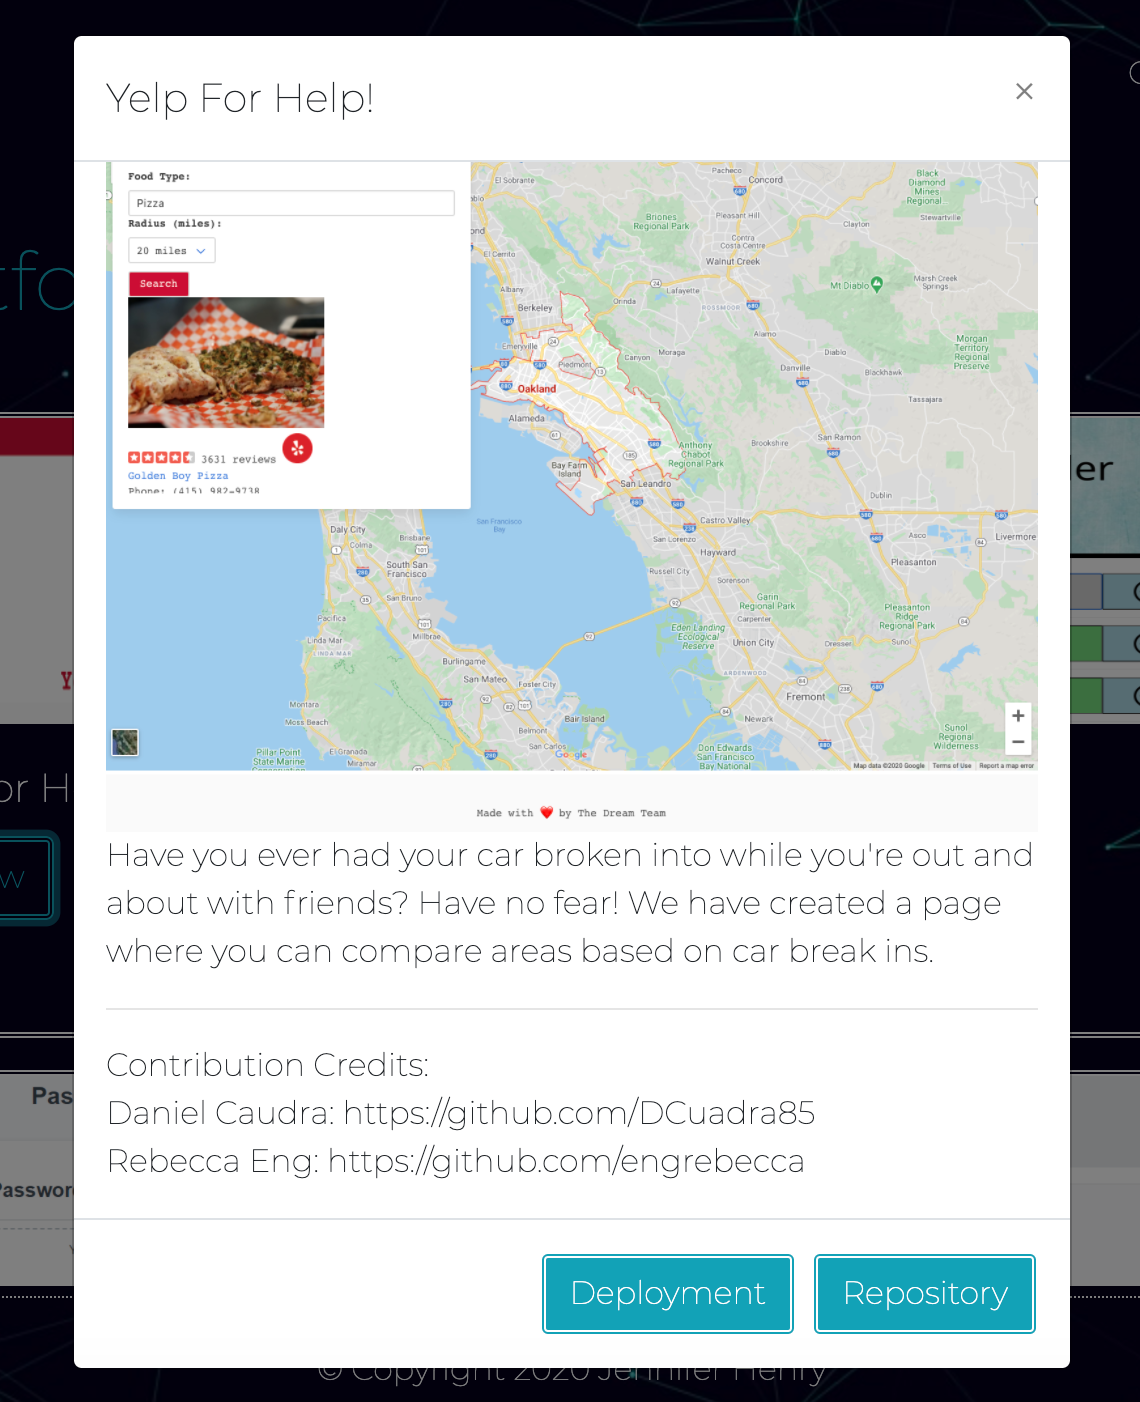 Yelp For Help!
×
Food Type:
Pizza
Radius (miles):
20 miles
Search
3631 reviews
Golden Boy Pizza
Phone: (415) 982-9738
El Sobrante
Pacheco
Concord
Black
Diamond
Mines
Regional
Briones
Regional Park
Pleasant Hill
Stewartville
Clayton
Contra
Costa Centre
El Cerrito
Walnut Creek
Albany
Orinda
Lafayette
Mt Diablo
Marsh Creek
Springs
Berkeley
ROSSMOOR
Emeryville
Alamo
Piedmont
Canyon
Moraga
Diablo
Morgan
Territory
Regional
Preserve
Danville
Blackhawk
Oakland
Tassajara
Alameda
Brookshire
San Ramon
Anthony
Chabot
Regional Park
Bay Farm
Island
San Leandro
Dublin
San Francisco
Bay
Castro Valley
Livermore
Daly City
Brisbane
Colma
San Lorenzo
Asco
Hayward
Pleasanton
South San
Francisco
Russell City
Sorenson
San Bruno
Garin
Regional Park
Pleasanton
Ridge
Regional Park
Pacifica
Carpenter
Eden Landing
Ecological
Reserve
Linda Mar
LINDA MAR
Millbrae
Union City
Dresser
Sunol
Burlingame
San Mateo
Foster City
ARDENWOOD
Fremont
Montara
Moss Beach
Belmont
Bair Island
Newark
San Carlos
Sunol
Regional
Wilderness
Pillar Point
State Marine
Conservation
El Granada
Miramar
Google
Don Edwards
San Francisco
Bay National
Map data ©2020 Google
Terms of Use
Report a map error
Made with ❤️ by The Dream Team
Have you ever had your car broken into while you're out and
about with friends? Have no fear! We have created a page
where you can compare areas based on car break ins.
Contribution Credits:
Daniel Caudra: https://github.com/DCuadra85
Rebecca Eng: https://github.com/engrebecca
Deployment
Repository
© Copyright 2020 Jennifer Henry